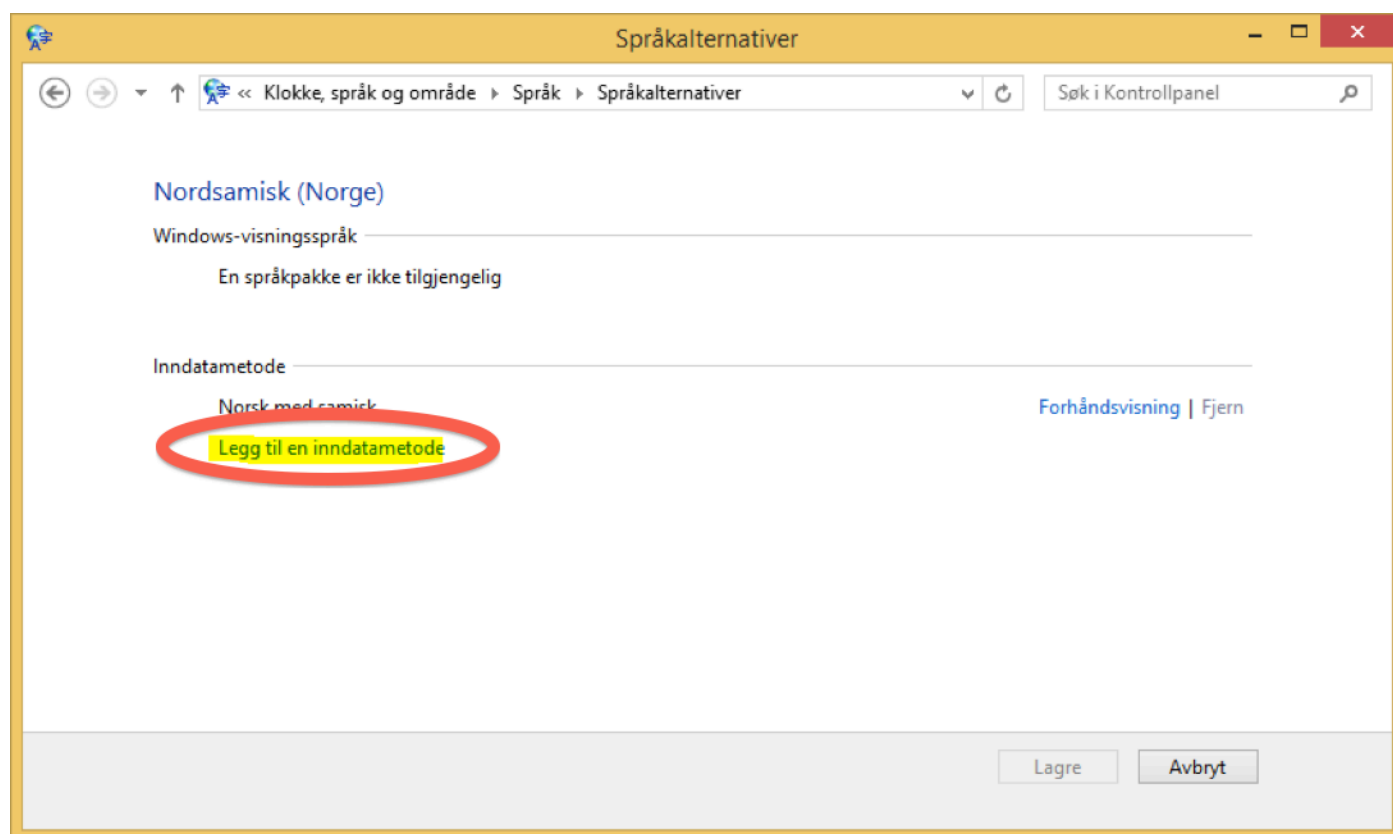 Språkalternativer
« Klokke, språk og område ▸ Språk ▸ Språkalternativer
Søk i Kontrollpanel
Nordsamisk (Norge)
Windows-visningsspråk
En språkpakke er ikke tilgjengelig
Inndatametode
Norsk med samisk Forhåndsvisning | Fjern
Legg til en inndatametode
Lagre Avbryt